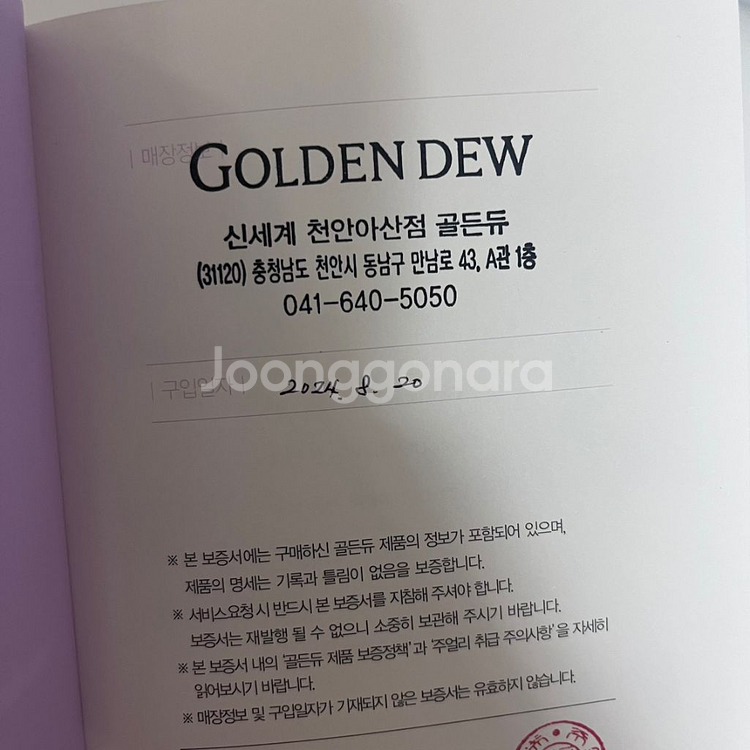 | 매장정보 |
GOLDEN DEW
신세계 천안아산점 골든듀
(31120) 충청남도 천안시 동남구 만남로 43, A관 1층
041-640-5050
Joonggonara
| 구입일자 | 2024. 8. 20
※ 본 보증서에는 구매하신 골든듀 제품의 정보가 포함되어 있으며,
제품의 명세는 기록과 틀림이 없음을 보증합니다.
※ 서비스요청 시 반드시 본 보증서를 지참해 주셔야 합니다.
보증서는 재발행 될 수 없으니 소중히 보관해 주시기 바랍니다.
※ 본 보증서 내의 '골든듀 제품 보증정책'과 '주얼리 취급 주의사항'을 자세히
읽어보시기 바랍니다.
※ 매장정보 및 구입일자가 기재되지 않은 보증서는 유효하지 않습니다.